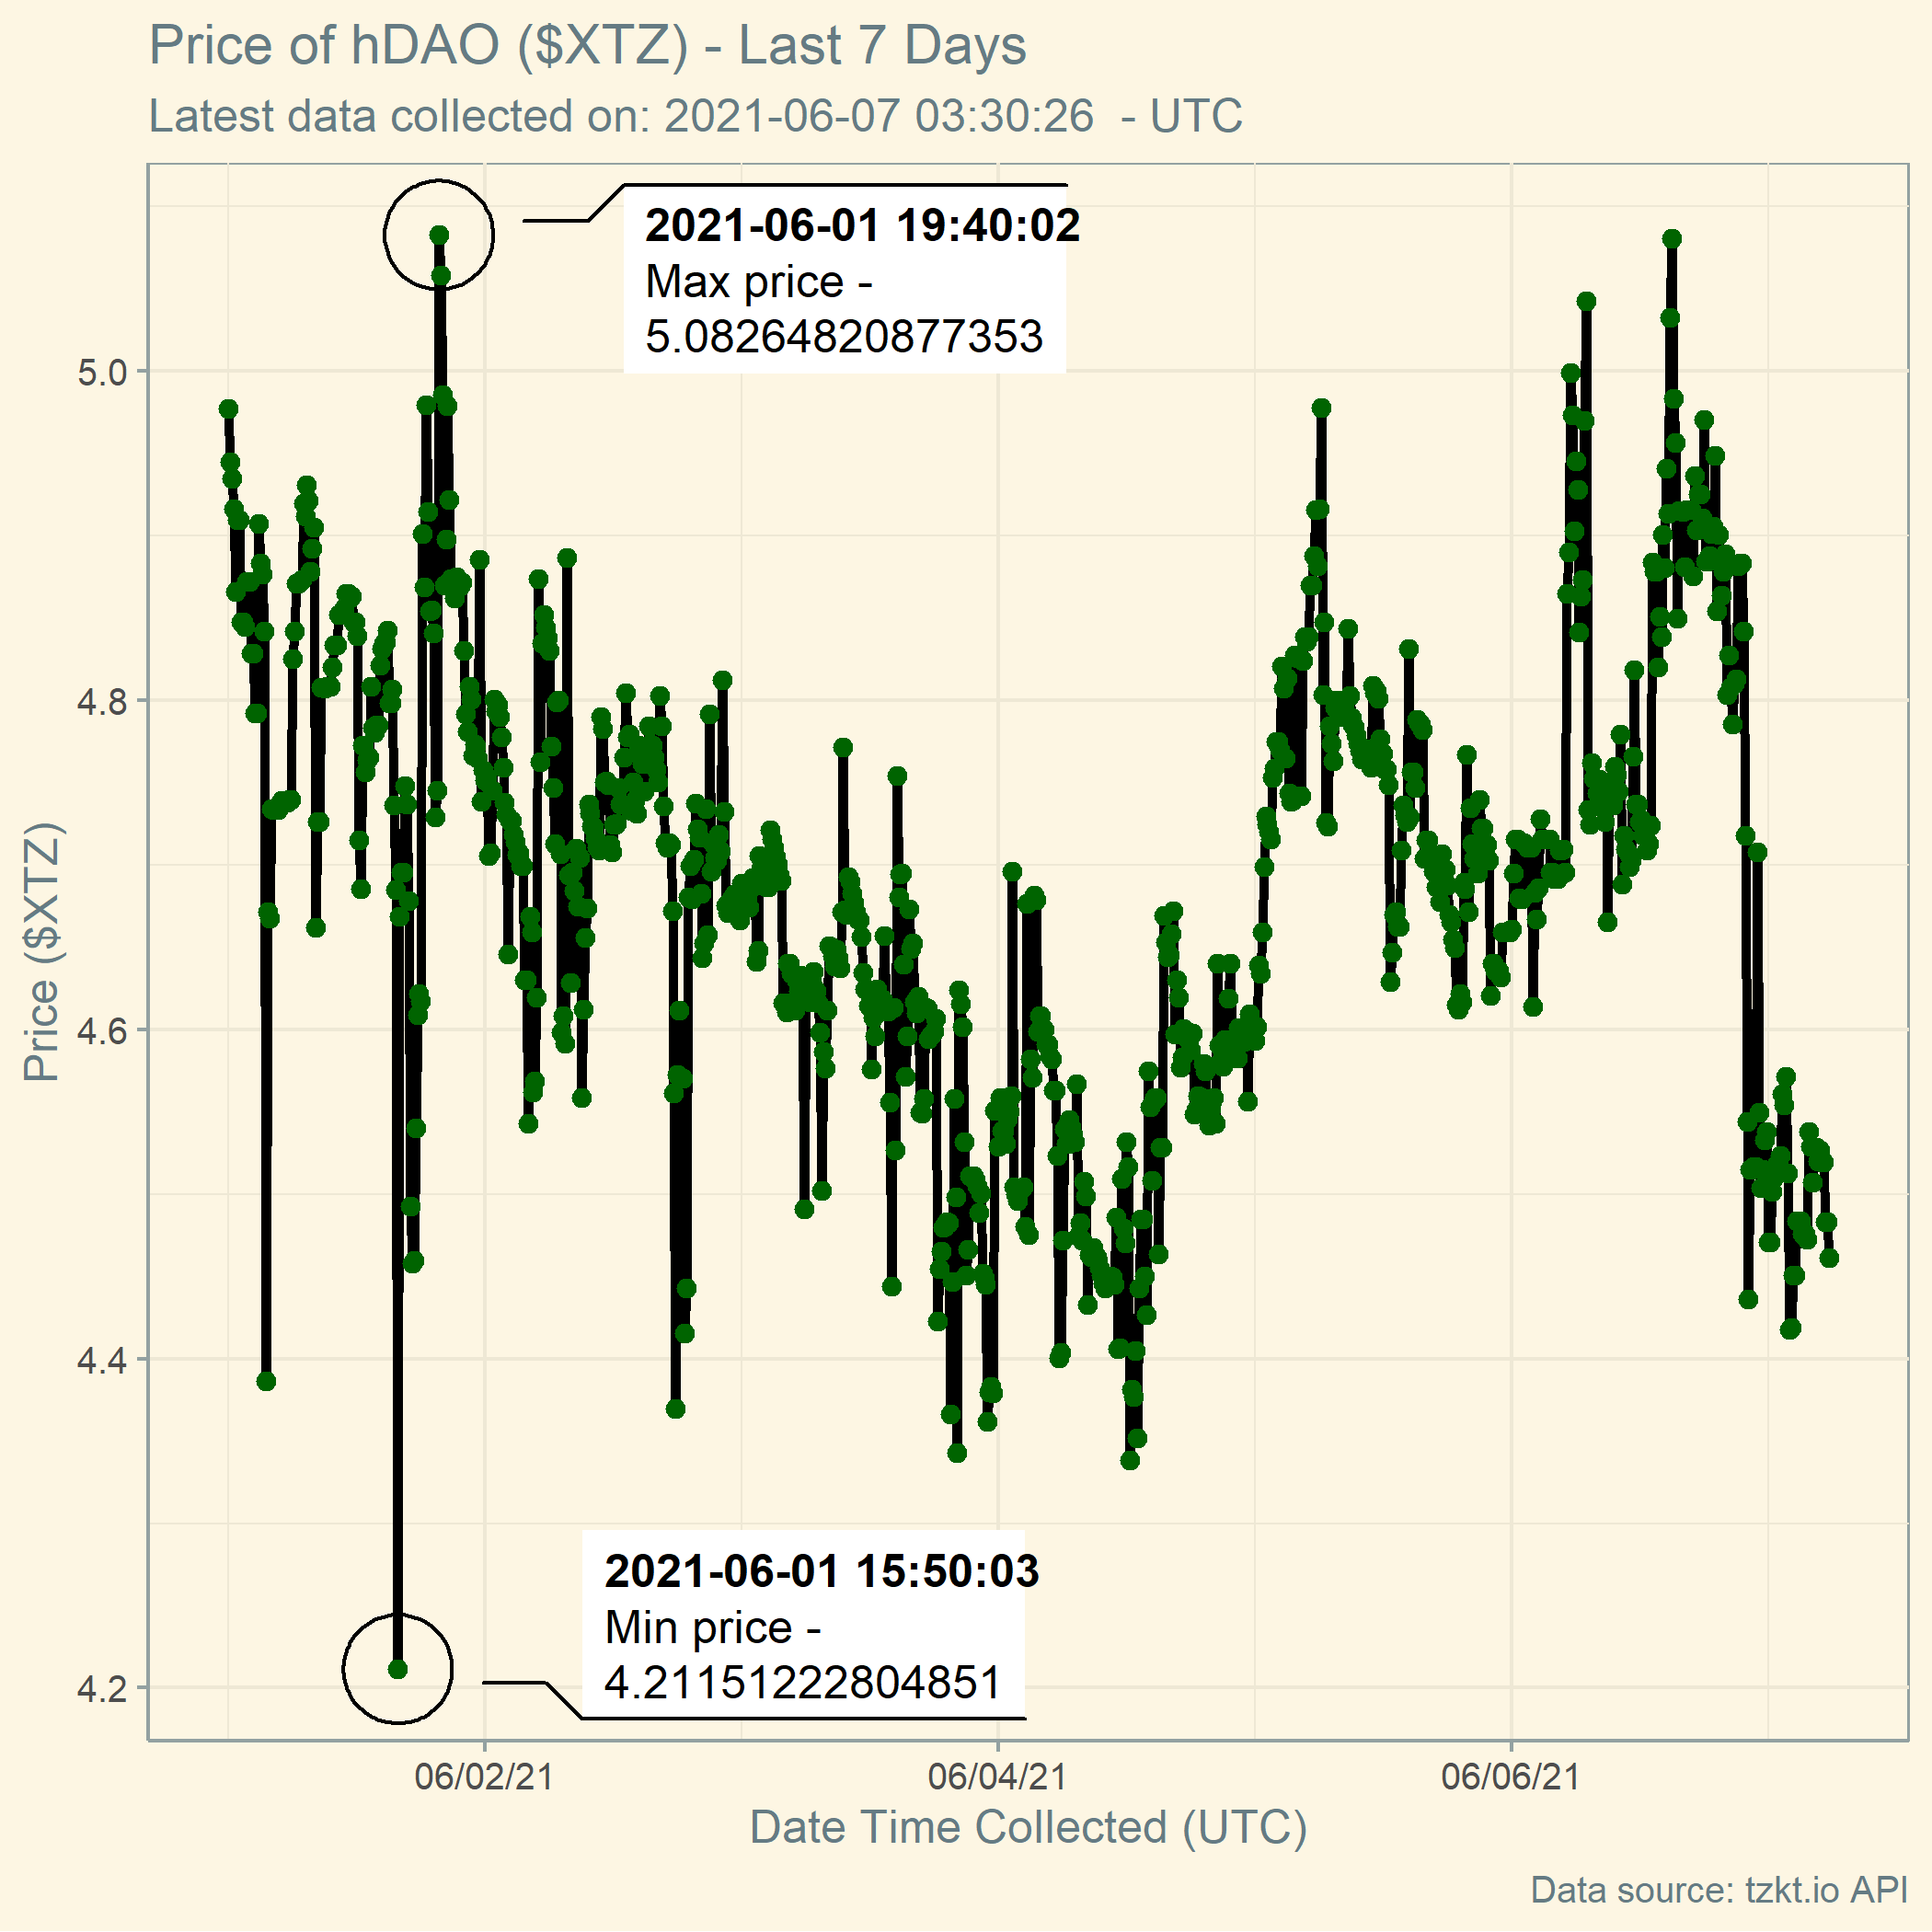 Price of hDAO ($XTZ) - Last 7 Days
Latest data collected on: 2021-06-07 03:30:26  - UTC
2021-06-01 19:40:02
Max price -
5.08264820877353
5.0
4.8
4.6
4.4
4.2
Price ($XTZ)
2021-06-01 15:50:03
Min price -
4.21151222804851
06/02/21
06/04/21
06/06/21
Date Time Collected (UTC)
Data source: tzkt.io API